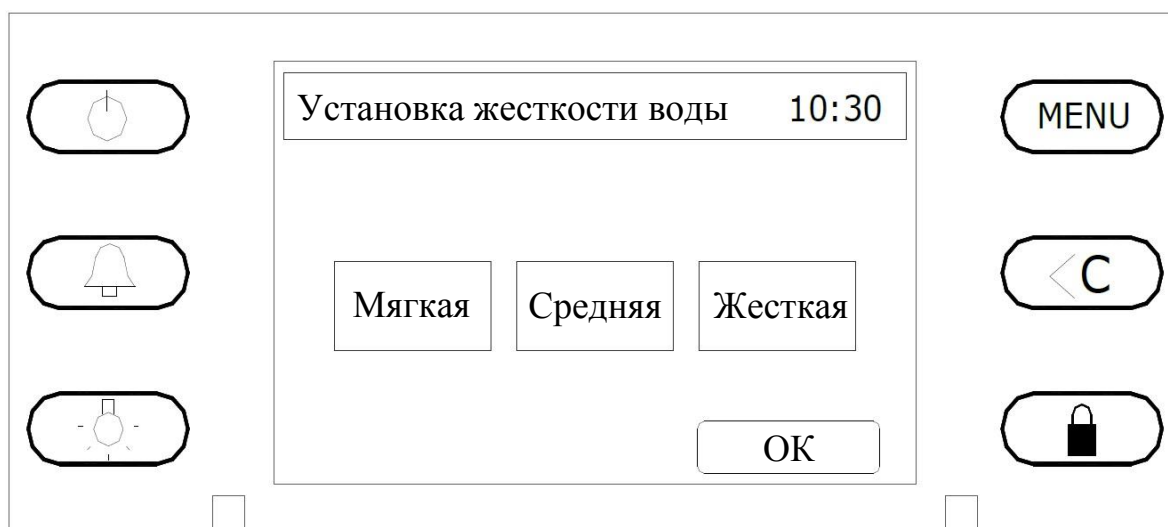 Установка жесткости воды 10:30
MENU
<C
Мягкая Средняя Жесткая
ОК